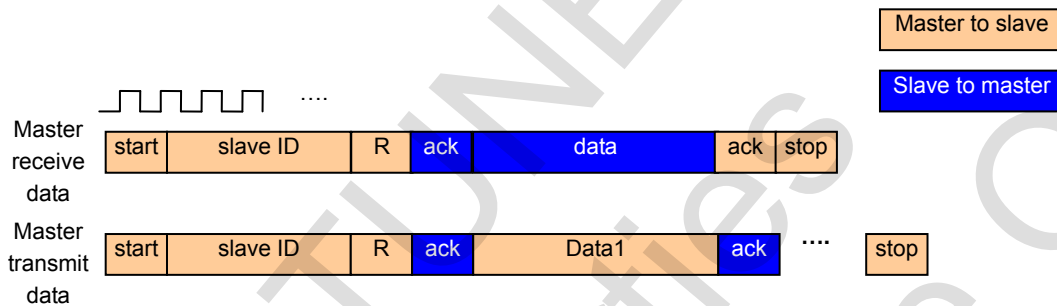 Master to slave
Slave to master
....
Master
receive
data
start slave ID R ack data ack stop
Master
transmit
data
start slave ID R ack Data1 ack .... stop